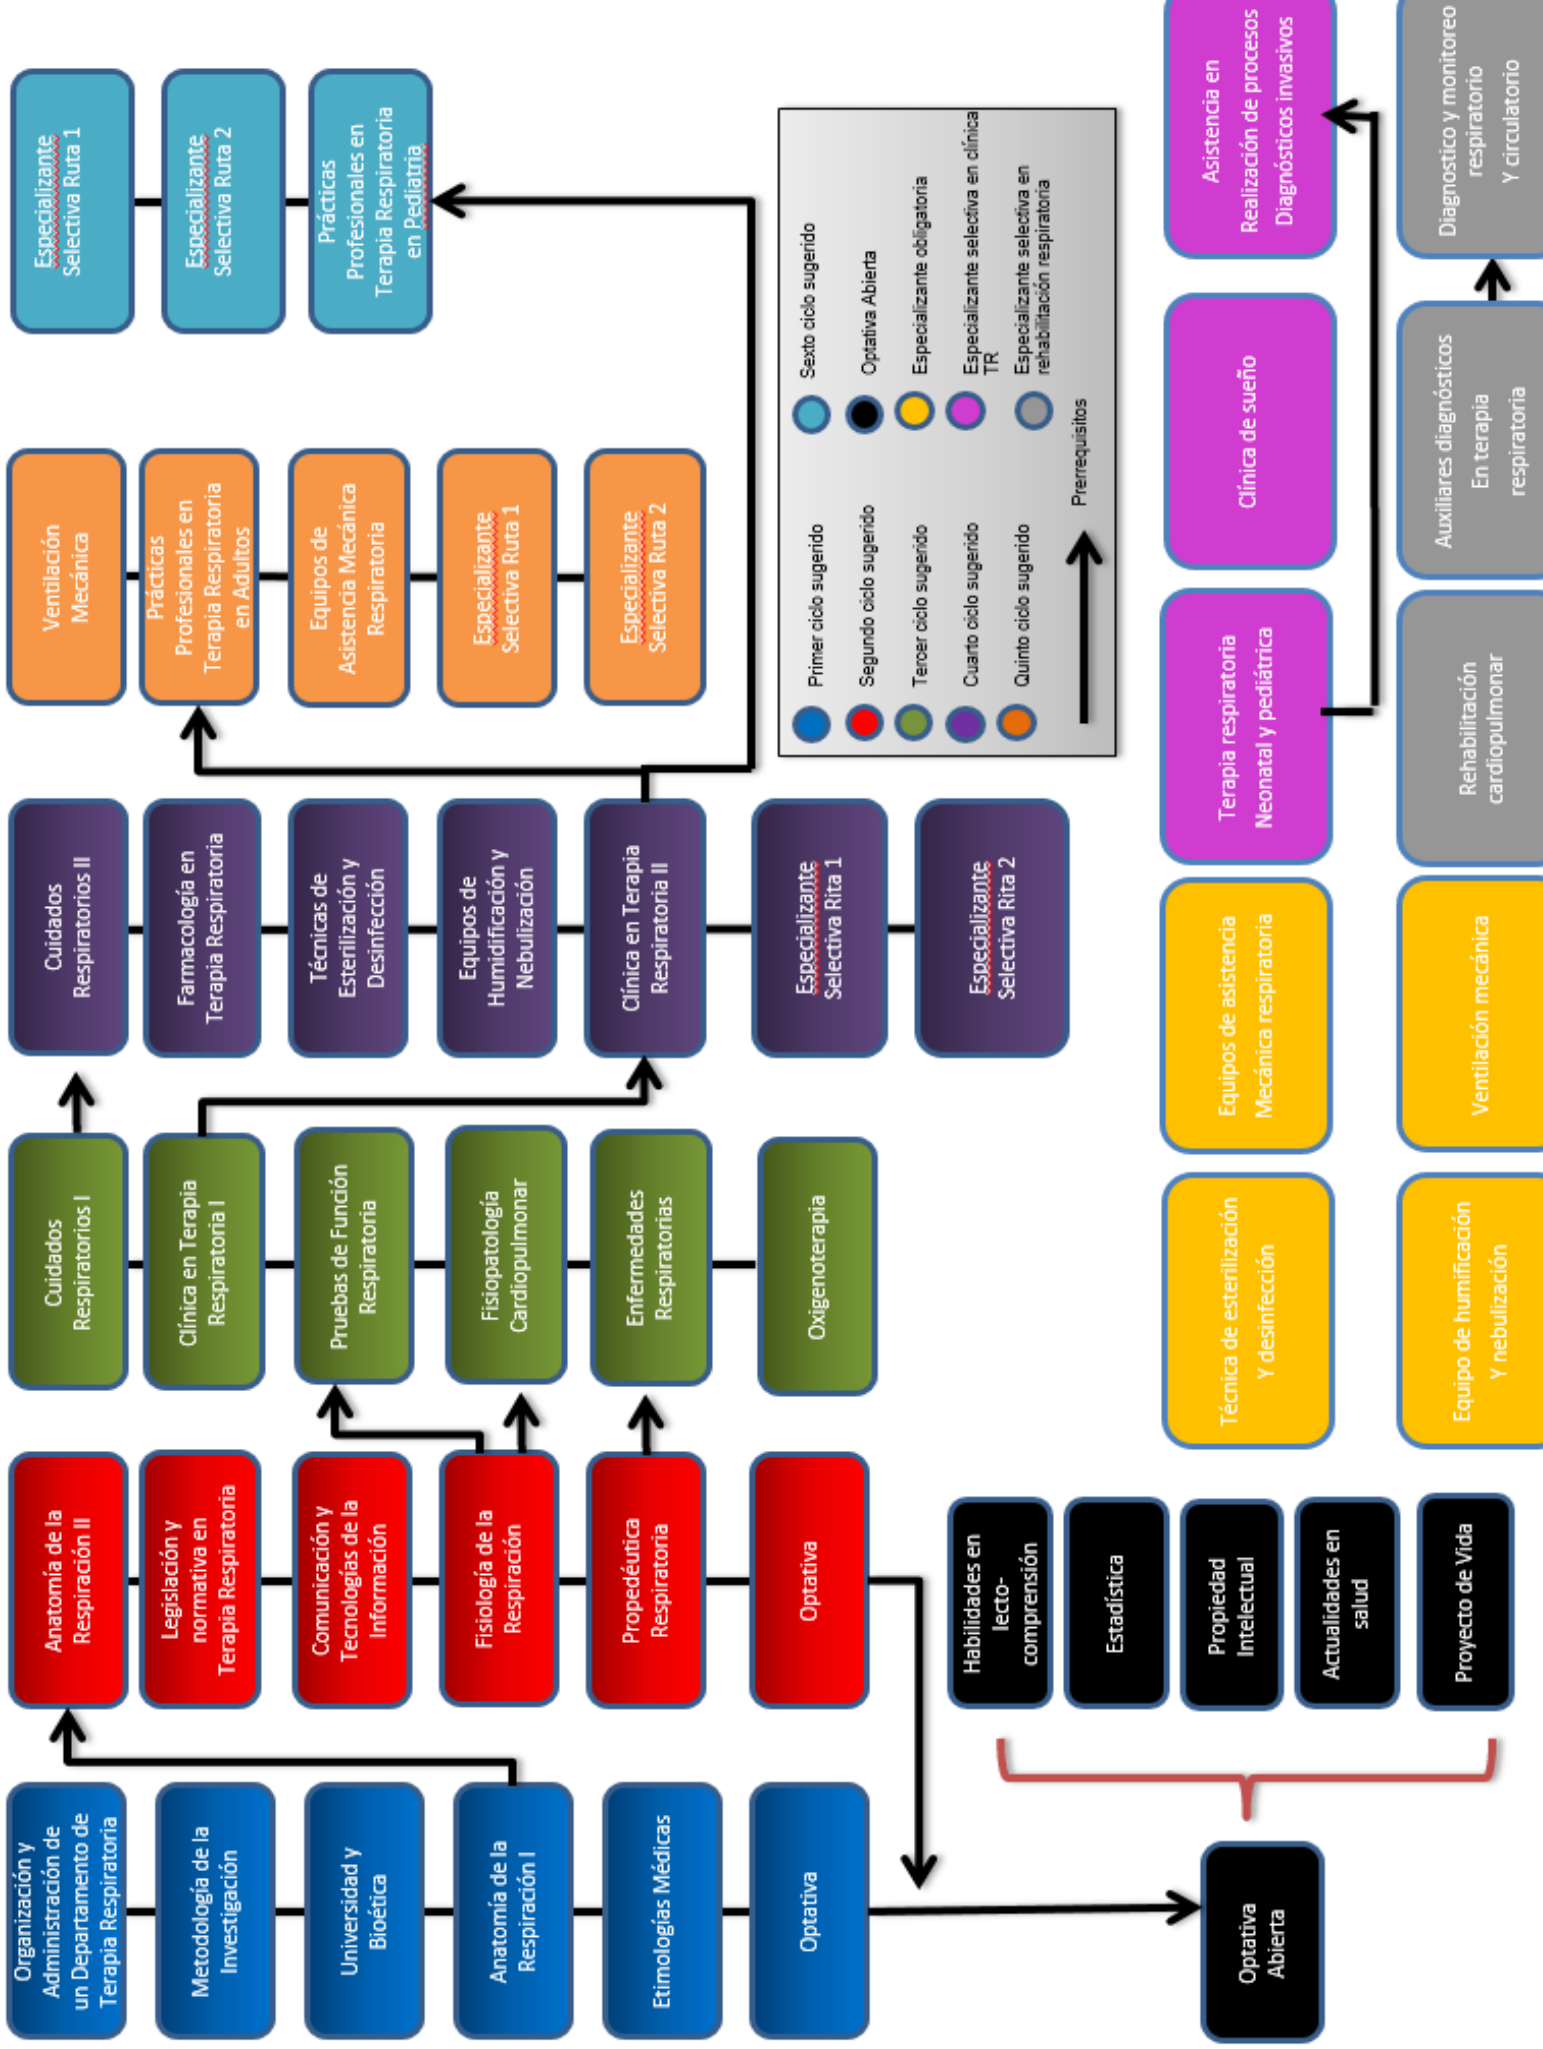 Organización y
Administración de
un Departamento de
Terapia Respiratoria
Metodología de la
Investigación
Universidad y
Bioética
Anatomía de la
Respiración I
Etimologías Médicas
Optativa
Anatomía de la
Respiración II
Legislación y
normativa en
Terapia Respiratoria
Comunicación y
Tecnologías de la
Información
Fisiología de la
Respiración
Propedéutica
Respiratoria
Optativa
Cuidados
Respiratorios I
Clínica en Terapia
Respiratoria I
Pruebas de Función
Respiratoria
Fisiopatología
Cardiopulmonar
Enfermedades
Respiratorias
Oxigenoterapia
Cuidados
Respiratorios II
Farmacología en
Terapia Respiratoria
Técnicas de
Esterilización y
Desinfección
Equipos de
Humidificación y
Nebulización
Clínica en Terapia
Respiratoria II
Especializante
Selectiva Rita 1
Especializante
Selectiva Rita 2
Ventilación
Mecánica
Prácticas
Profesionales en
Terapia Respiratoria
en Adultos
Equipos de
Asistencia Mecánica
Respiratoria
Especializante
Selectiva Ruta 1
Especializante
Selectiva Ruta 2
Especializante
Selectiva Ruta 1
Especializante
Selectiva Ruta 2
Prácticas
Profesionales en
Terapia Respiratoria
en Pediatria
Primer ciclo sugerido
Segundo ciclo sugerido
Tercer ciclo sugerido
Cuarto ciclo sugerido
Quinto ciclo sugerido
Sexto ciclo sugerido
Optativa Abierta
Especializante obligatoria
Especializante selectiva en clínica
TR
Especializante selectiva en
rehabilitación respiratoria
Prerrequisitos
Optativa
Abierta
Habilidades en
lecto-
comprensión
Estadística
Propiedad
Intelectual
Actualidades en
salud
Proyecto de Vida
Técnica de esterilización
Y desinfección
Equipos de asistencia
Mecánica respiratoria
Terapia respiratoria
Neonatal y pediátrica
Clínica de sueño
Asistencia en
Realización de procesos
Diagnósticos invasivos
Equipo de humificación
Y nebulización
Ventilación mecánica
Rehabilitación
cardiopulmonar
Auxiliares diagnósticos
En terapia
respiratoria
Diagnostico y monitoreo
respiratorio
Y circulatorio